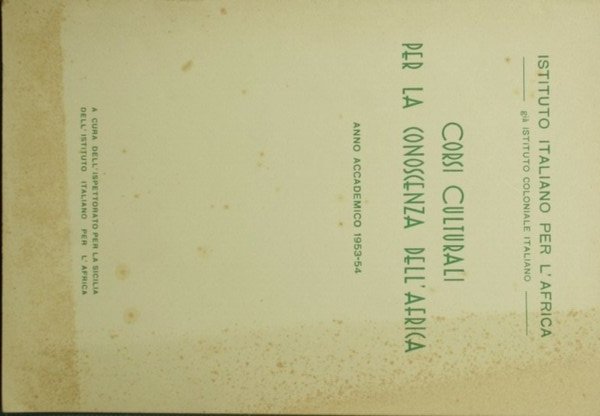 ISTITUTO ITALIANO PER L'AFRICA
già ISTITUTO COLONIALE ITALIANO
CORSI CULTURALI
PER LA CONOSCENZA DELL'AFRICA
ANNO ACCADEMICO 1953-54
A CURA DELL'ISPETTORATO PER LA SICILIA
DELL'ISTITUTO ITALIANO PER L'AFRICA